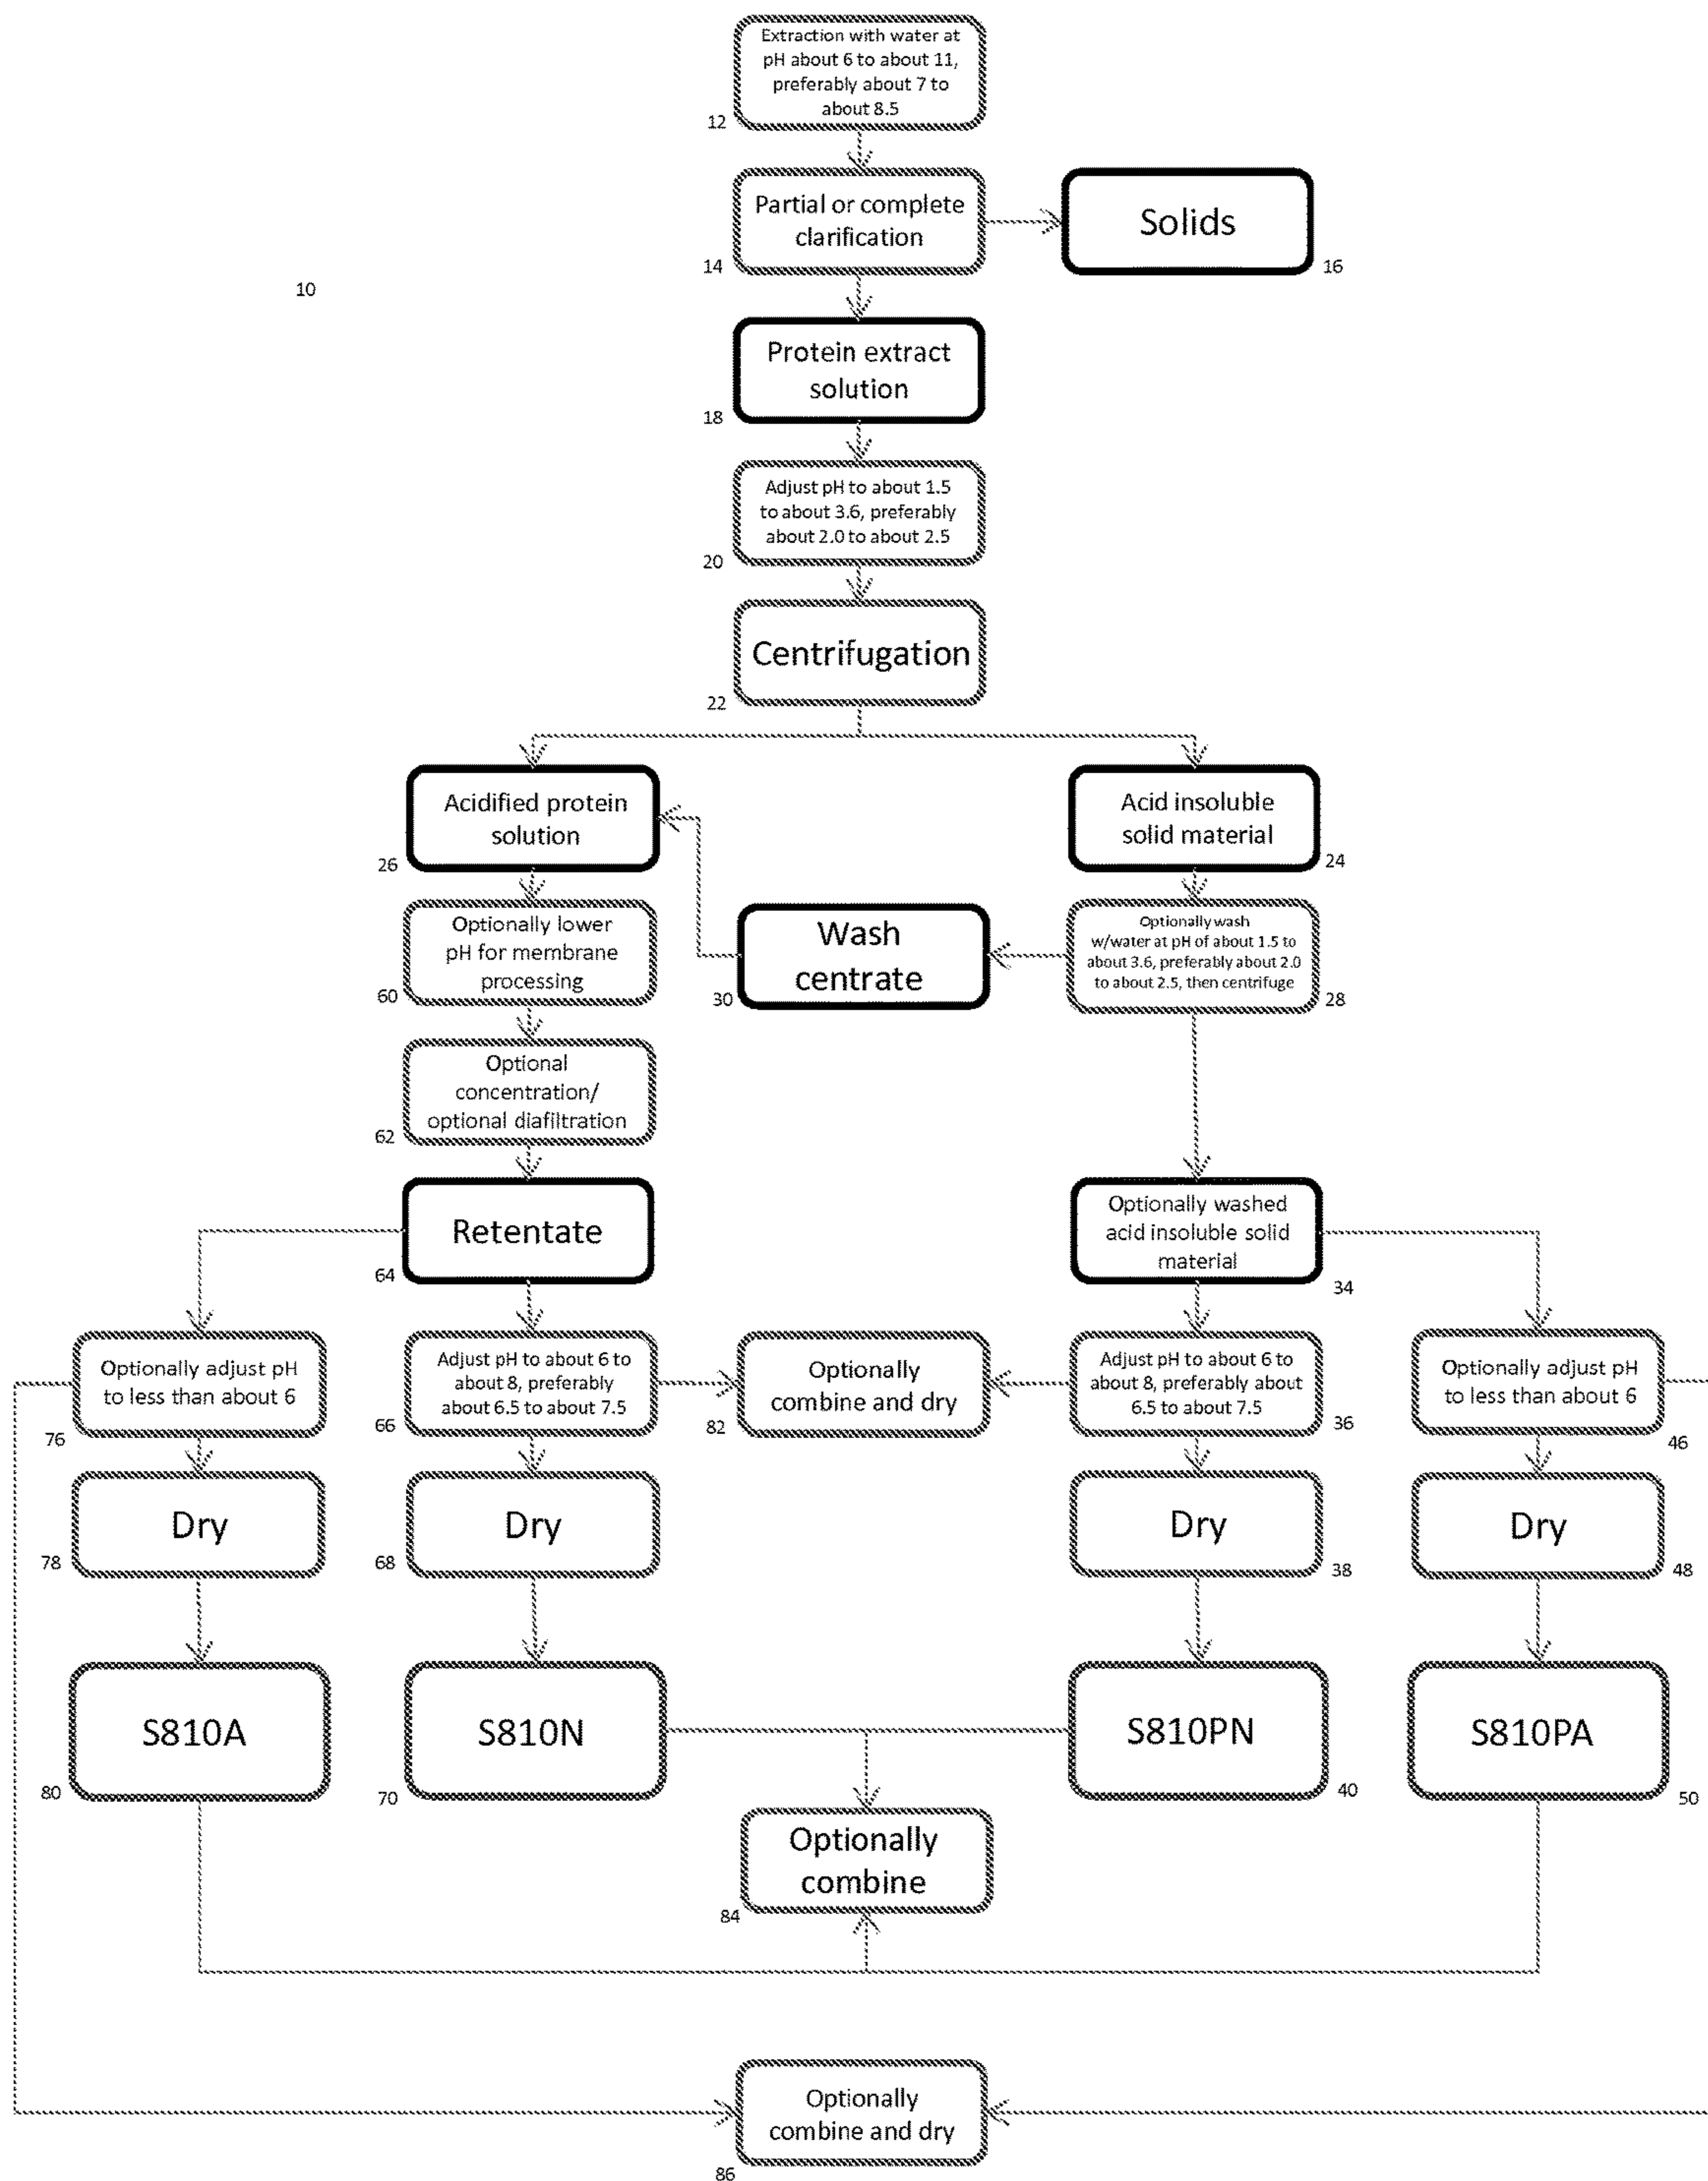 Extraction with water at
pH about 6 to about 11,
preferably about 7 to
about 8.5
12
Partial or complete
clarification
14
Solids
16
10
Protein extract
solution
18
Adjust pH to about 1.5
to about 3.6, preferably
about 2.0 to about 2.5
20
Centrifugation
22
Acidified protein
solution
26
Acid insoluble
solid material
24
Optionally lower
pH for membrane
processing
60
Wash
centrate
30
Optionally wash
w/water at pH of about 1.5 to
about 3.6, preferably about 2.0
to about 2.5, then centrifuge
28
Optional
concentration/
optional diafiltration
62
Retentate
64
Optionally washed
acid insoluble solid
material
34
Optionally adjust pH
to less than about 6
76
Adjust pH to about 6 to
about 8, preferably
about 6.5 to about 7.5
66
Optionally
combine and dry
82
Adjust pH to about 6 to
about 8, preferably about
6.5 to about 7.5
36
Optionally adjust pH
to less than about 6
46
Dry
78
Dry
68
Dry
38
Dry
48
S810A
80
S810N
70
S810PN
40
S810PA
50
Optionally
combine
84
Optionally
combine and dry
86